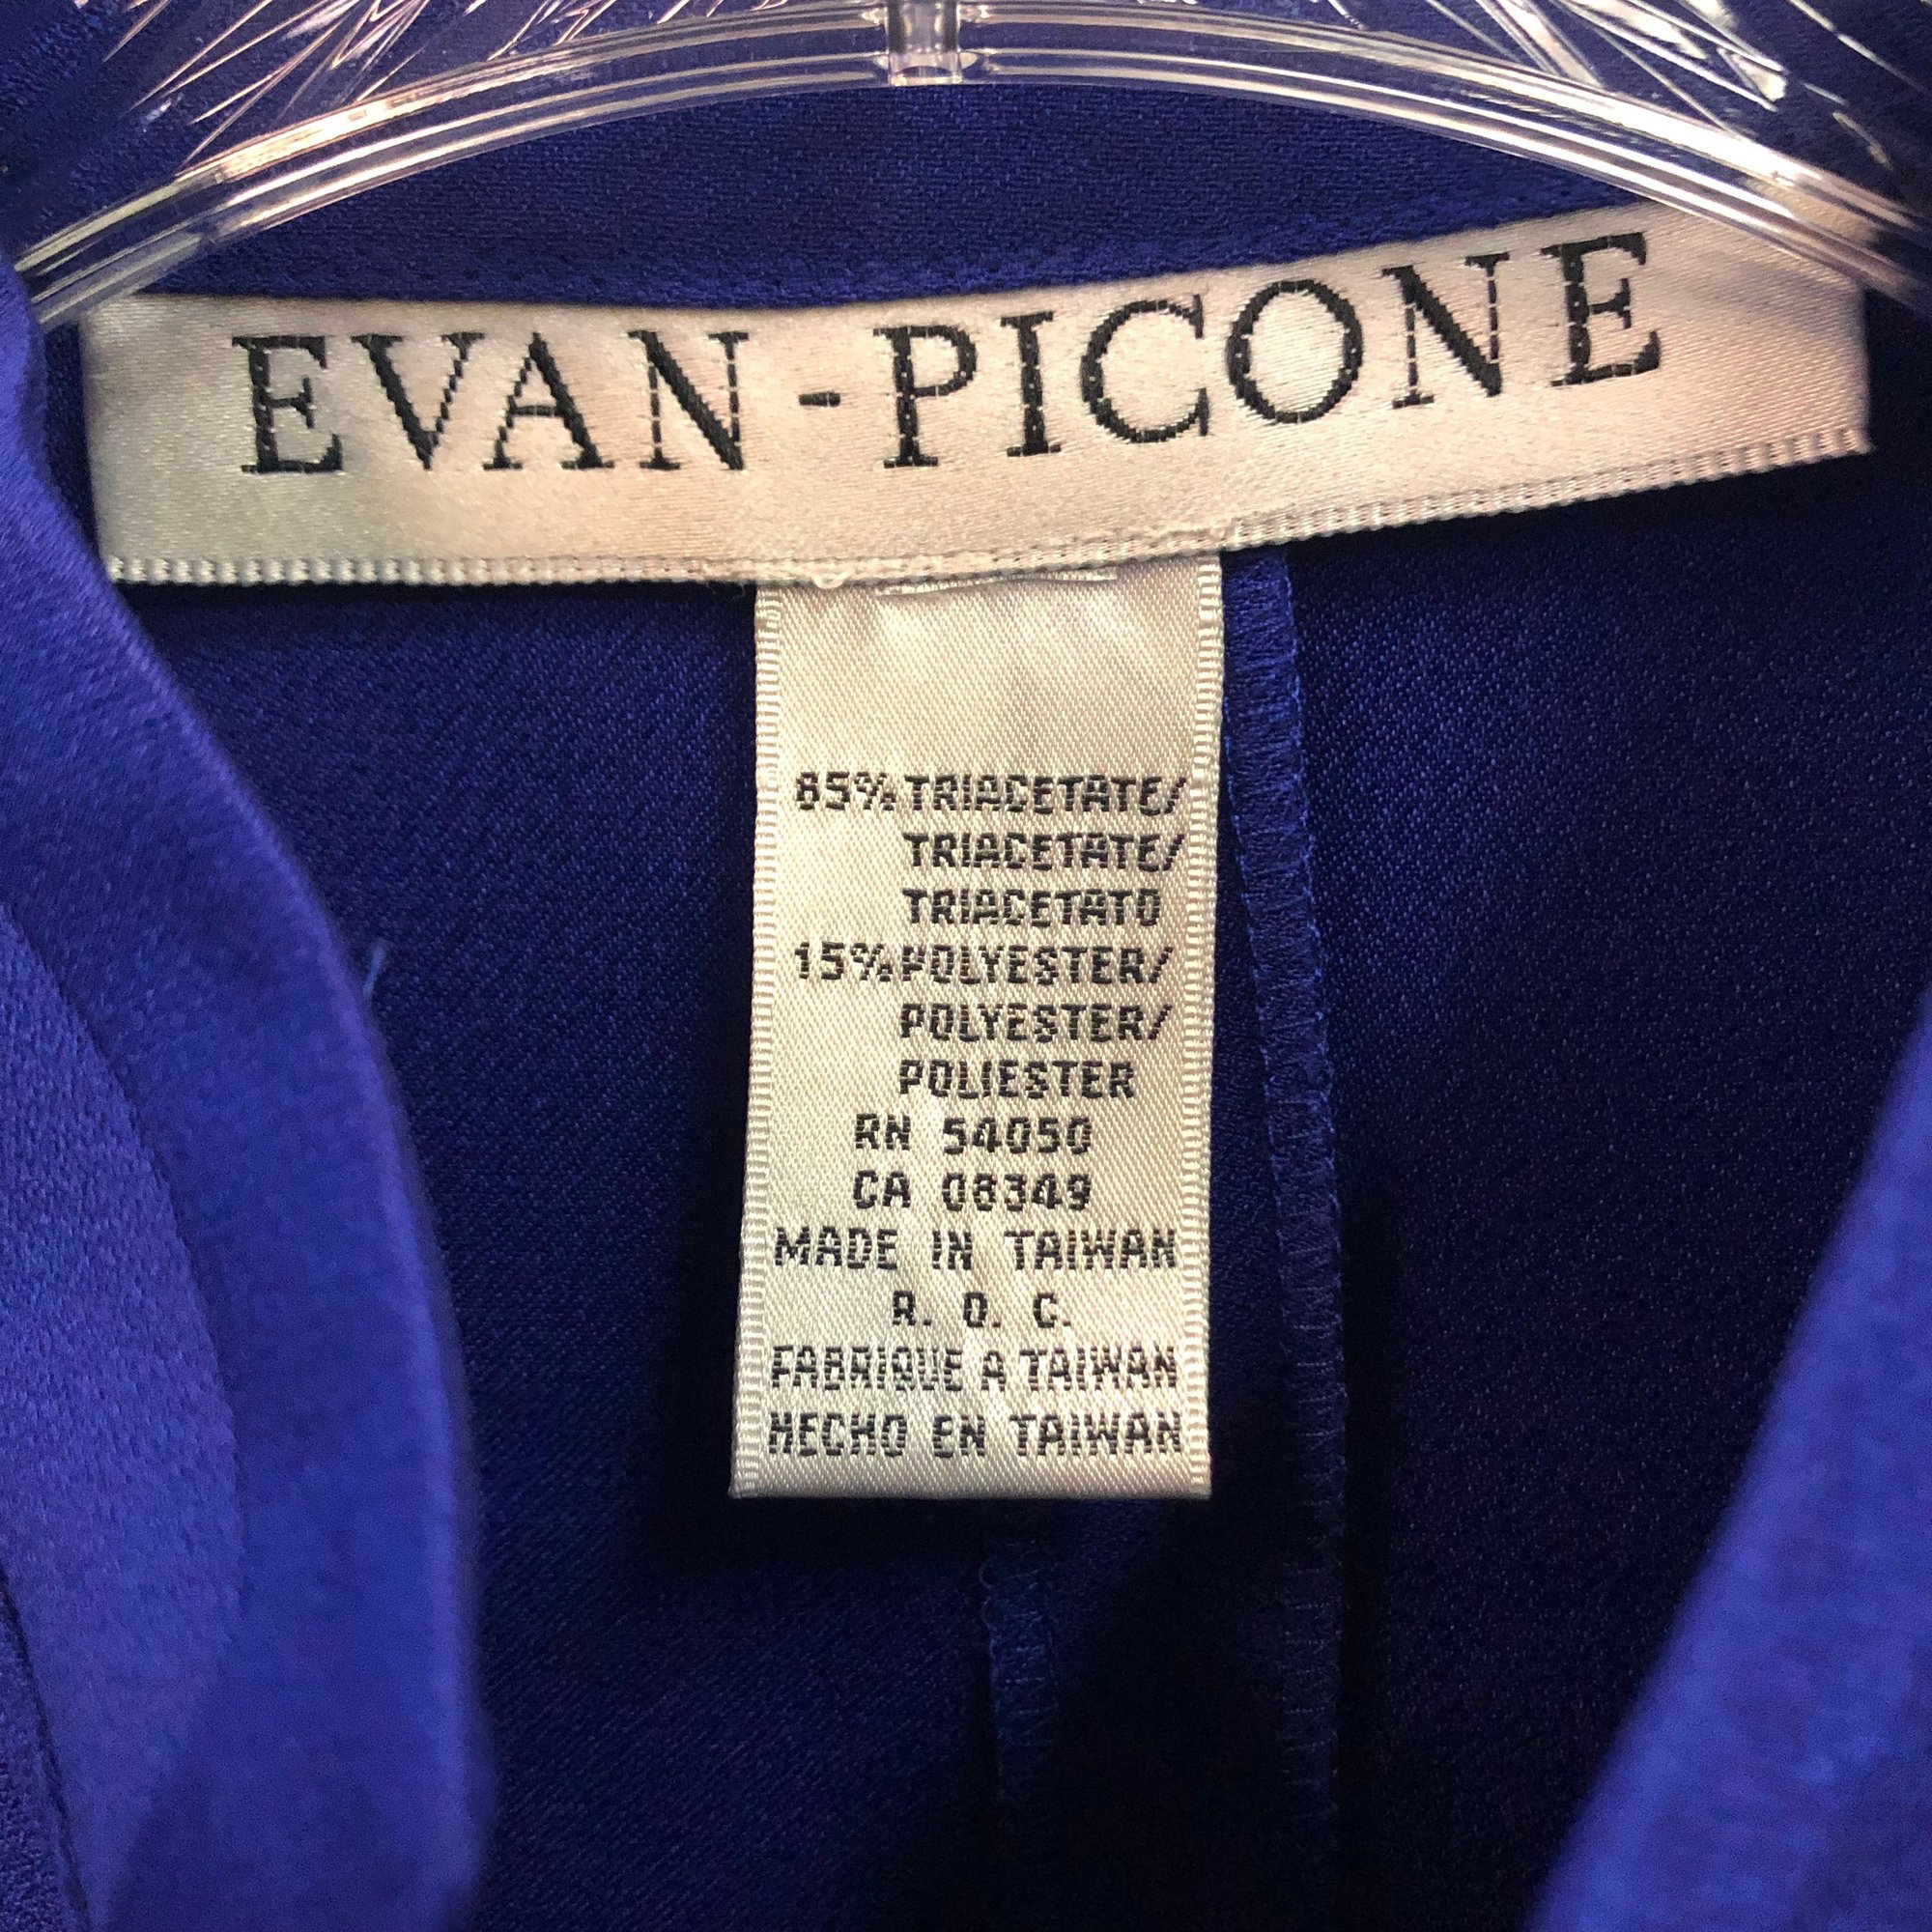 EVAN-PICONE
85% TRIACETATE/
TRIACETATE/
TRIACETATO
15% POLYESTER/
POLYESTER/
POLIESTER
RN 54050
CA 08349
MADE IN TAIWAN
R. O. C.
FABRIQUE A TAIWAN
HECHO EN TAIWAN